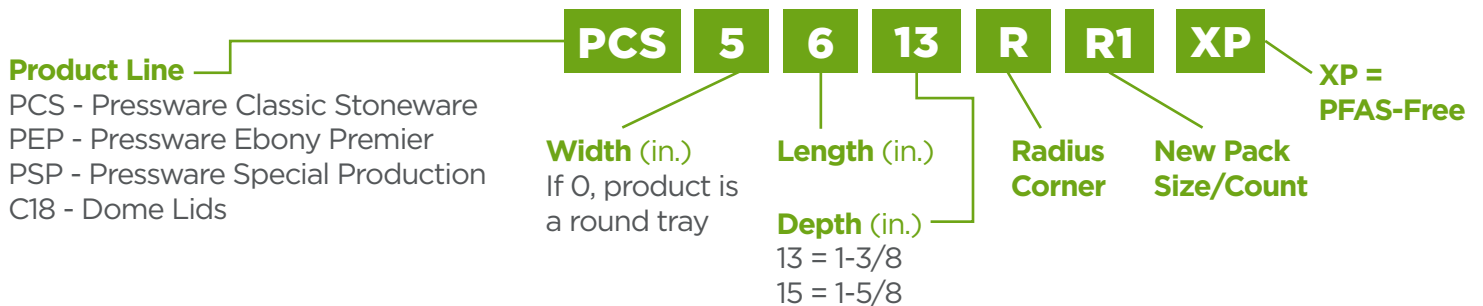 PCS 5 6 13 R R1 XP
Product Line
PCS - Pressware Classic Stoneware
PEP - Pressware Ebony Premier
PSP - Pressware Special Production
C18 - Dome Lids
Width (in.)
If 0, product is
a round tray
Length (in.)
Depth (in.)
13 = 1-3/8
15 = 1-5/8
Radius
Corner
New Pack
Size/Count
XP =
PFAS-Free